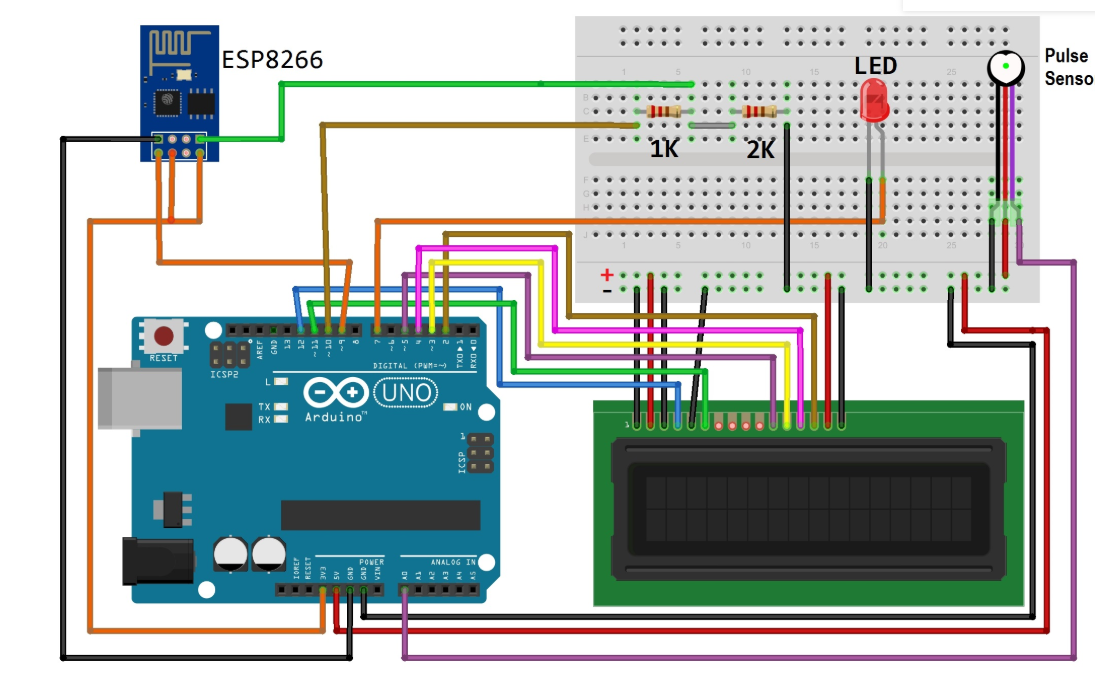 ESP8266
LED
Pulse
Senso
1K
2K
1 5 10 15 25
1 5 10 15 20 25
+
-
RESET
ICSP2
AREF
GND
13
12
~11
~10
~9
8
7
~6
~5
4
~3
2
TXD ▶ 1
RXD ◀ 0
DIGITAL (PWM=~)
L
TX
RX
UNO
Arduino™
ON
1
ICSP
1
POWER
ANALOG IN
IOREF
RESET
3V3
5V
GND
GND
VIN
A0
A1
A2
A3
A4
A5